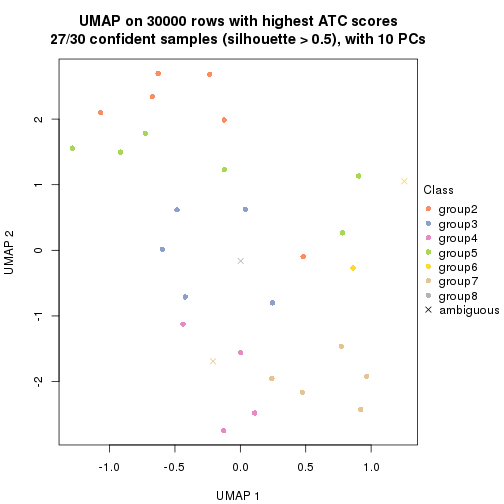 UMAP on 30000 rows with highest ATC scores
27/30 confident samples (silhouette > 0.5), with 10 PCs
UMAP 2
2
1
0
-1
-2
-1.0 -0.5 0.0 0.5 1.0
UMAP 1
Class
group2
group3
group4
group5
group6
group7
group8
ambiguous